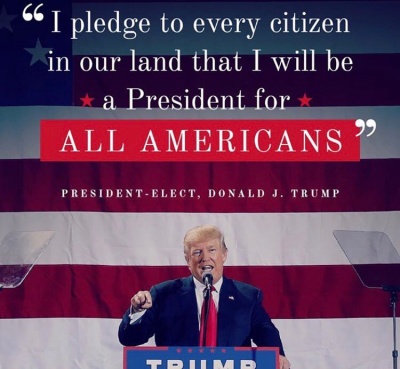 “I pledge to every citizen
in our land that I will be
a President for
ALL AMERICANS”
PRESIDENT-ELECT, DONALD J. TRUMP
TRUMP